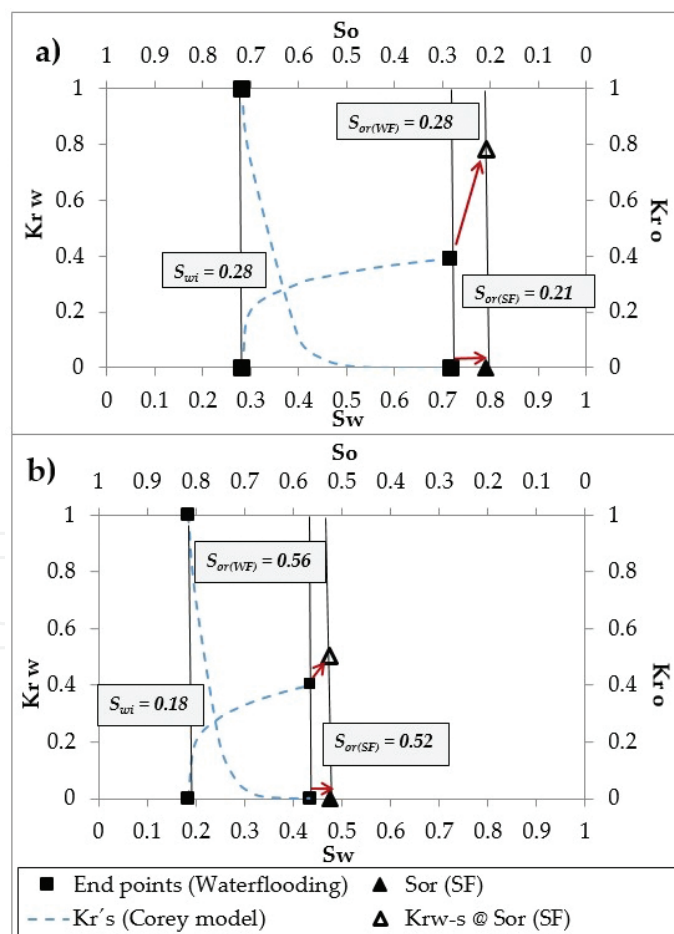 So
1 0.9 0.8 0.7 0.6 0.5 0.4 0.3 0.2 0.1 0
a)
Sor(WF) = 0.28
Swi = 0.28
Sor(SF) = 0.21
Krw
1
0.8
0.6
0.4
0.2
0
Kro
1
0.8
0.6
0.4
0.2
0
0 0.1 0.2 0.3 0.4 0.5 0.6 0.7 0.8 0.9 1
Sw
So
b)
1 0.9 0.8 0.7 0.6 0.5 0.4 0.3 0.2 0.1 0
Sor(WF) = 0.56
Swi = 0.18
Sor(SF) = 0.52
Krw
1
0.8
0.6
0.4
0.2
0
Kro
1
0.8
0.6
0.4
0.2
0
0 0.1 0.2 0.3 0.4 0.5 0.6 0.7 0.8 0.9 1
Sw
End points (Waterflooding)
Sor (SF)
Kr´s (Corey model)
Krw-s @ Sor (SF)